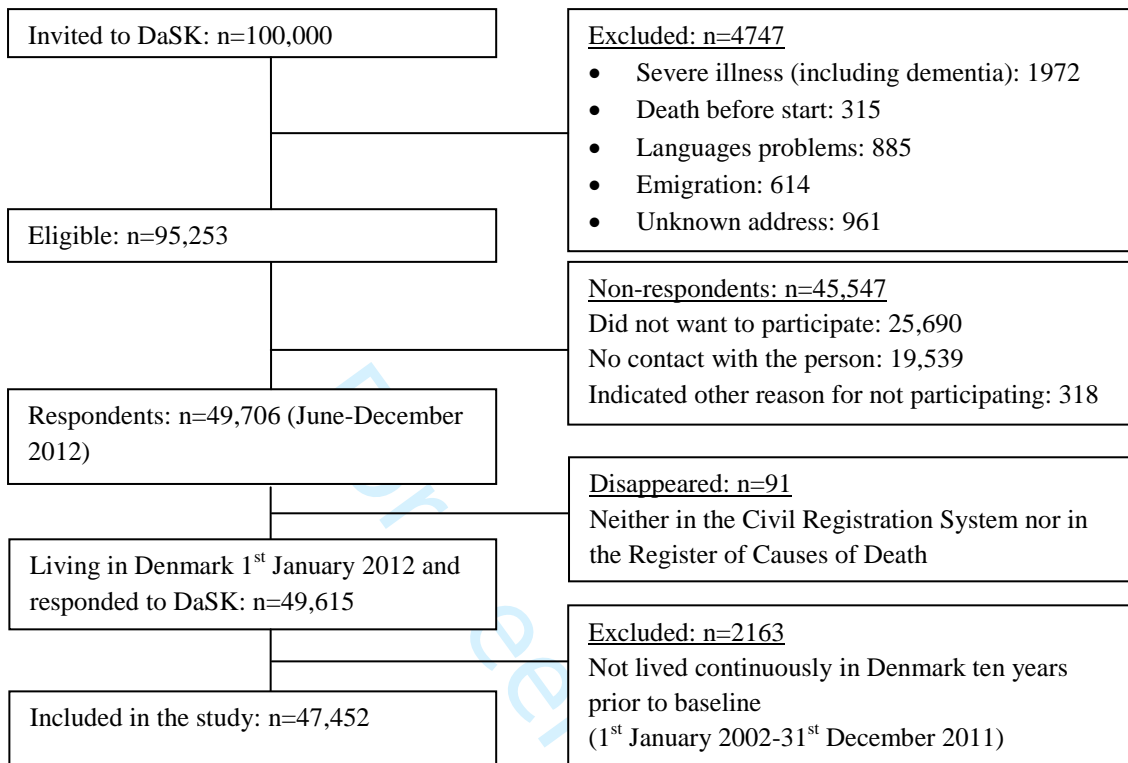 Invited to DaSK: n=100,000
Excluded: n=4747
• Severe illness (including dementia): 1972
• Death before start: 315
• Languages problems: 885
• Emigration: 614
• Unknown address: 961
Eligible: n=95,253
Non-respondents: n=45,547
Did not want to participate: 25,690
No contact with the person: 19,539
Indicated other reason for not participating: 318
Respondents: n=49,706 (June-December
2012)
Disappeared: n=91
Neither in the Civil Registration System nor in
the Register of Causes of Death
Living in Denmark 1st January 2012 and
responded to DaSK: n=49,615
Excluded: n=2163
Not lived continuously in Denmark ten years
prior to baseline
(1st January 2002-31st December 2011)
Included in the study: n=47,452